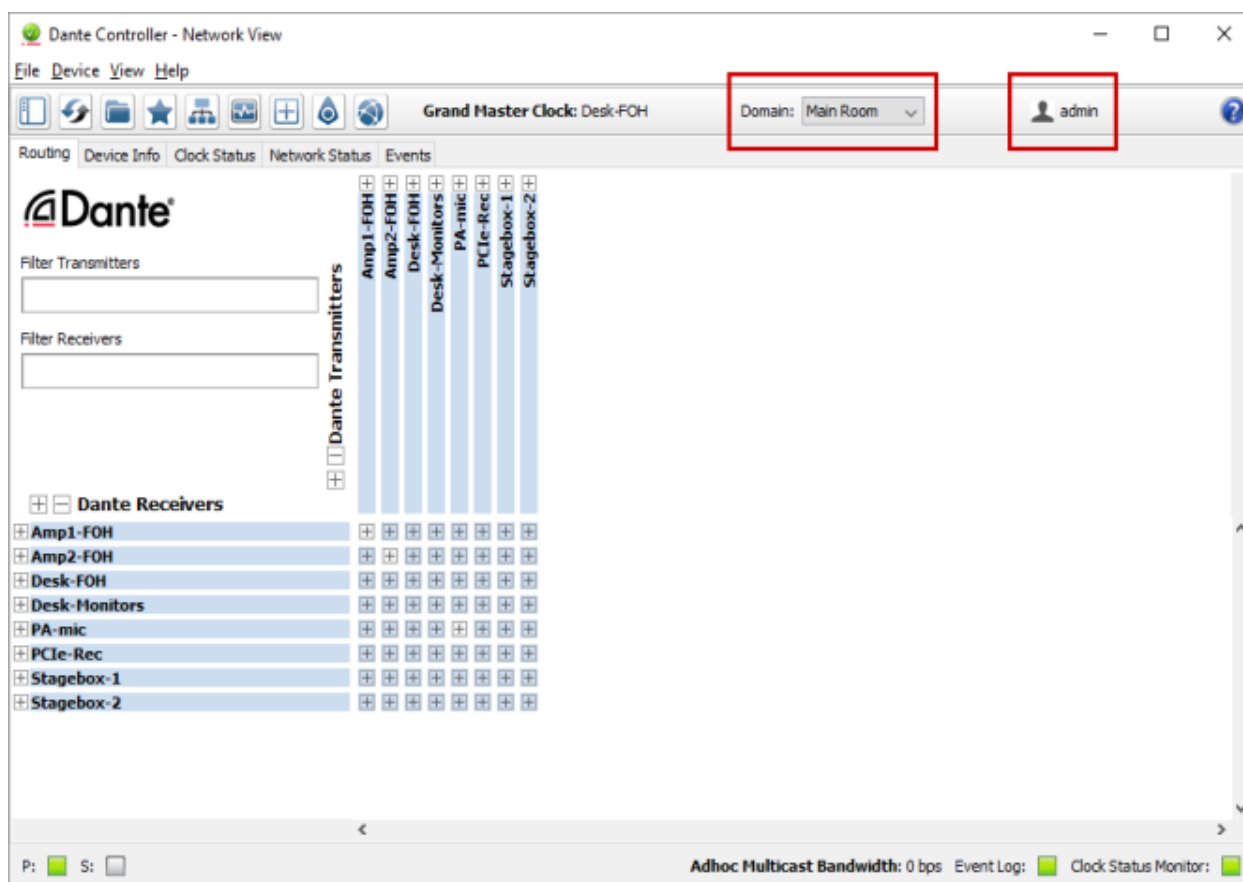 Dante Controller - Network View
File Device View Help
Grand Master Clock: Desk-FOH
Domain: Main Room
admin
?
Routing Device Info Clock Status Network Status Events
Dante®
Filter Transmitters
Filter Receivers
Dante Transmitters
Amp1-FOH
Amp2-FOH
Desk-FOH
Desk-Monitors
PA-mic
PCIe-Rec
Stagebox-1
Stagebox-2
Dante Receivers
Amp1-FOH
Amp2-FOH
Desk-FOH
Desk-Monitors
PA-mic
PCIe-Rec
Stagebox-1
Stagebox-2
P: S: Adhoc Multicast Bandwidth: 0 bps Event Log: Clock Status Monitor: